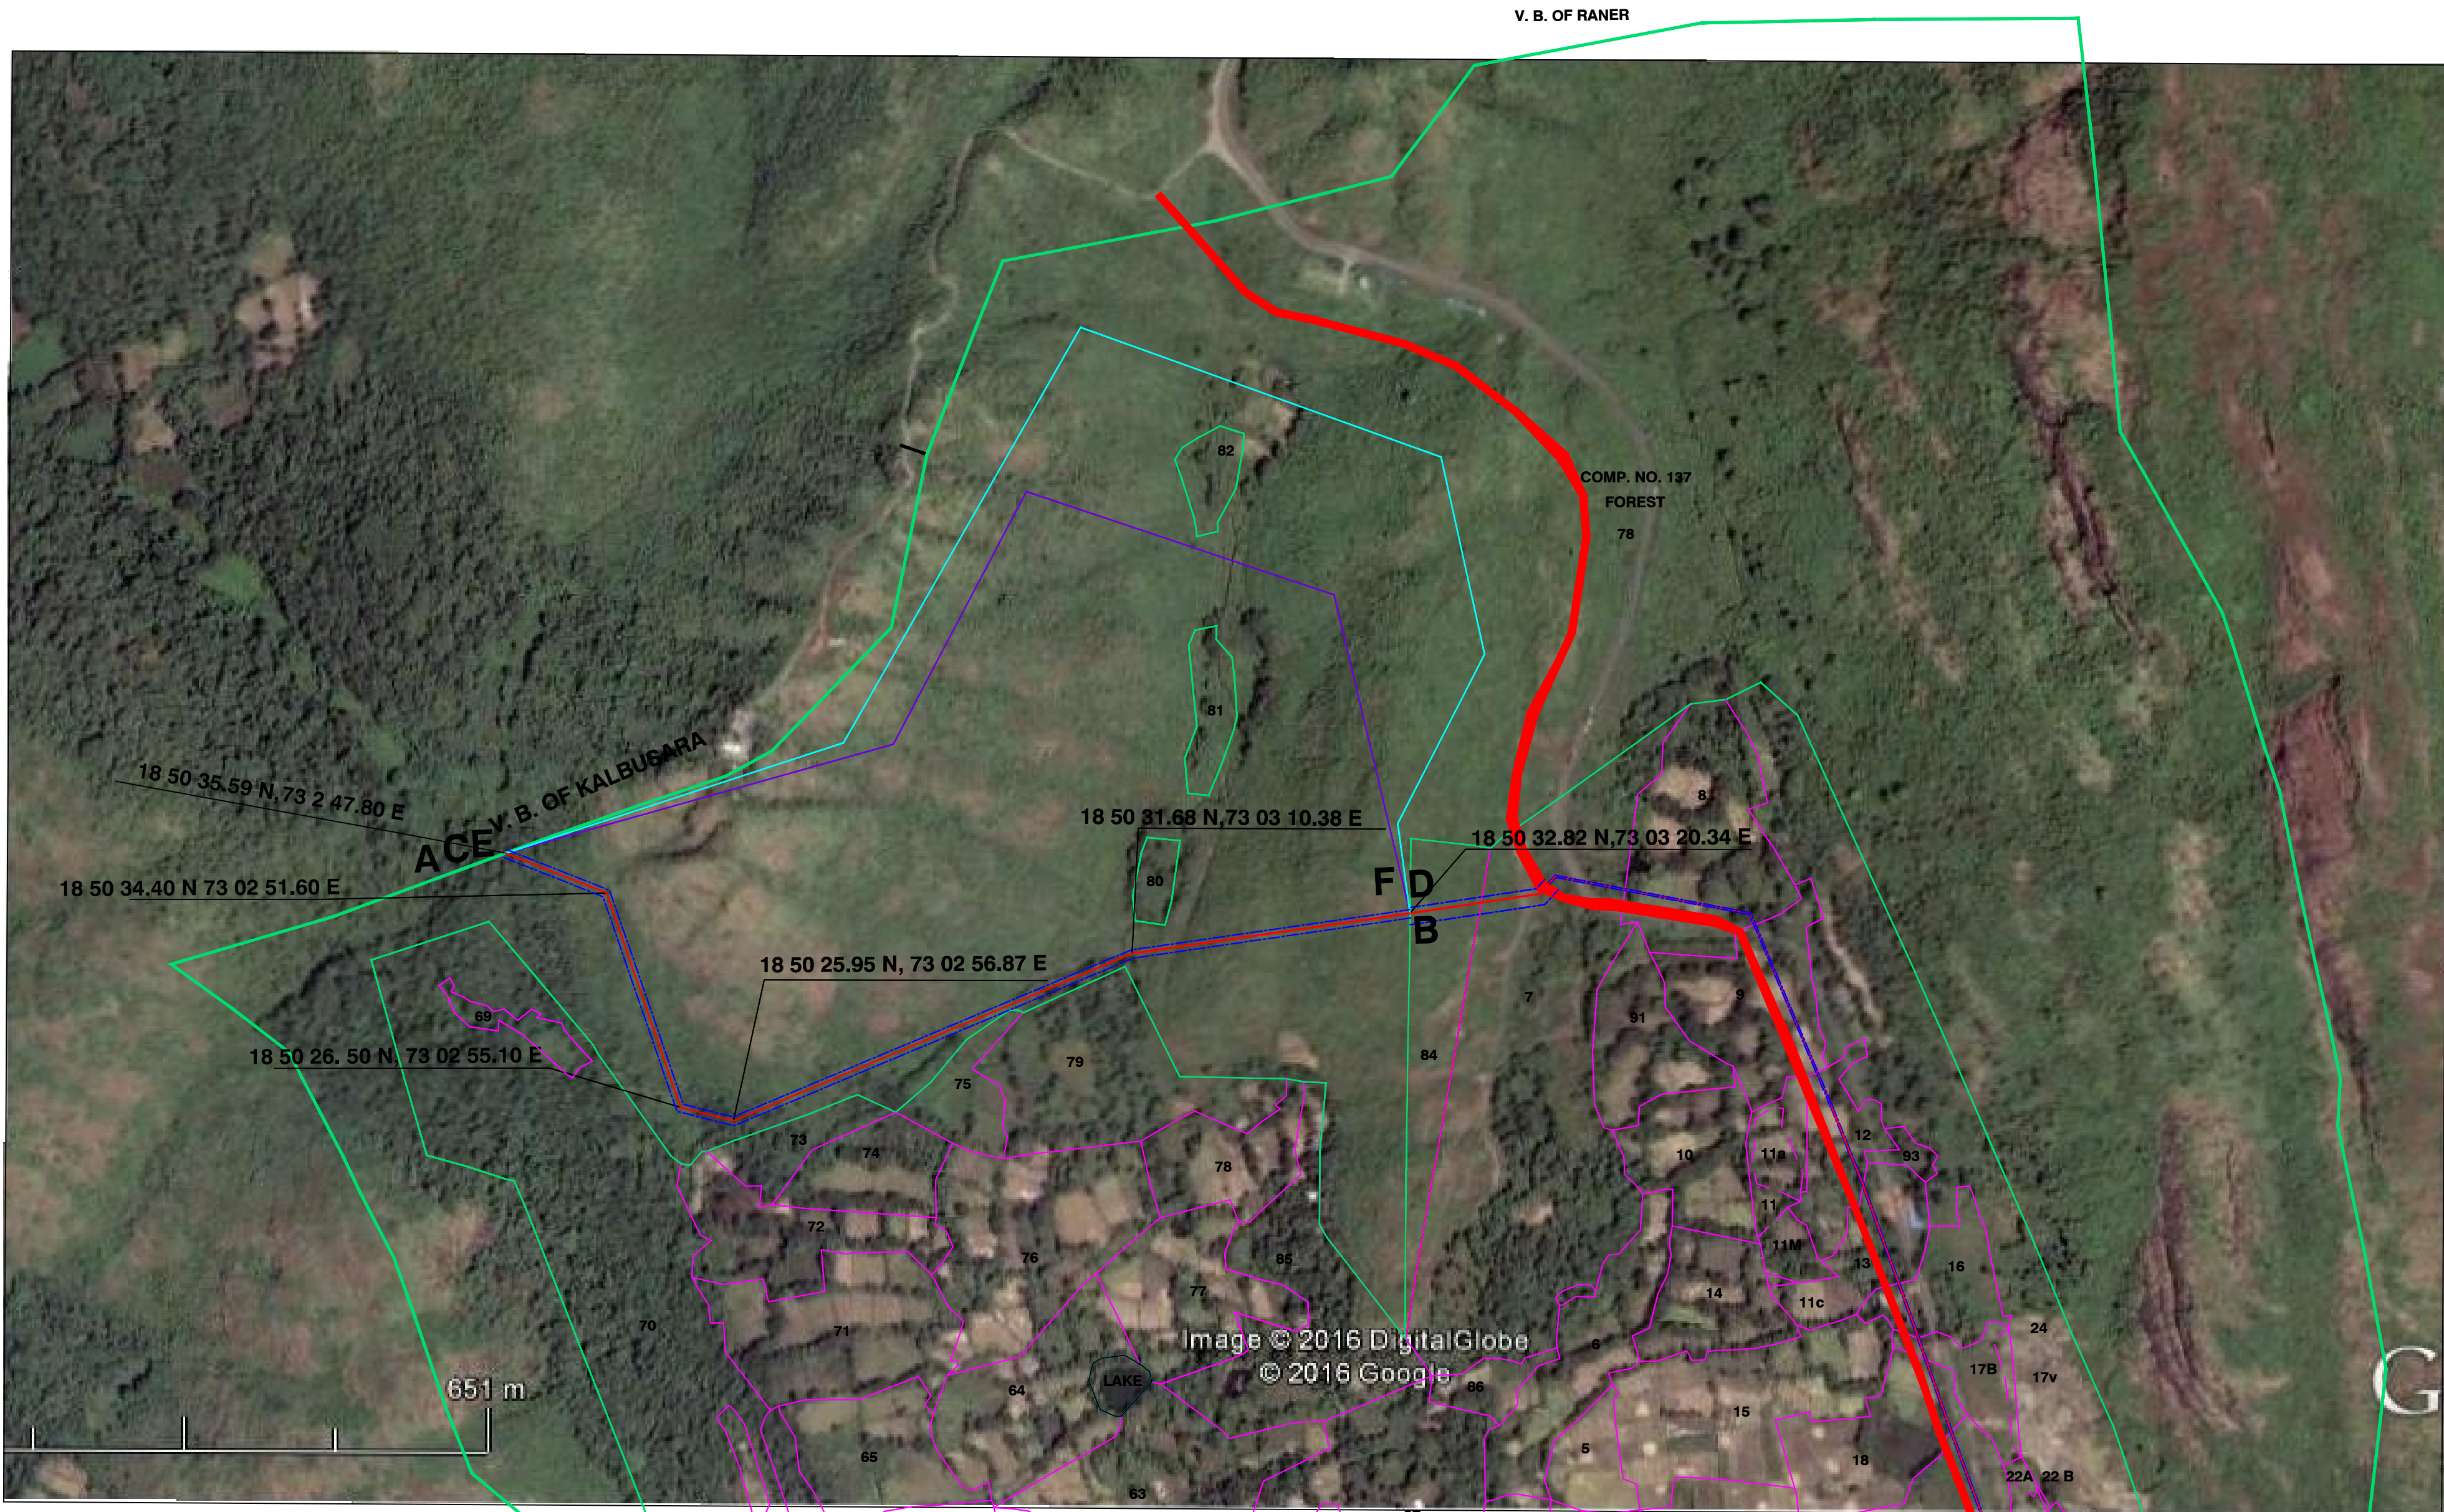 V. B. OF RANER
82
COMP. NO. 137
FOREST
78
81
8
V. B. OF KALBUSARA
18 50 35.59 N,73 2 47.80 E
18 50 31.68 N,73 03 10.38 E
18 50 32.82 N,73 03 20.34 E
A C E
18 50 34.40 N 73 02 51.60 E
80
F D
B
18 50 25.95 N, 73 02 56.87 E
7
9
69
91
18 50 26. 50 N, 73 02 55.10 E
84
79
75
73
12
74
10
11a
93
78
11
72
76
85
11M
13
16
77
14
11c
70
71
24
6
Image © 2016 DigitalGlobe
© 2016 Google
17B
17v
651 m
64
LAKE
86
G
15
5
65
18
22A 22 B
63